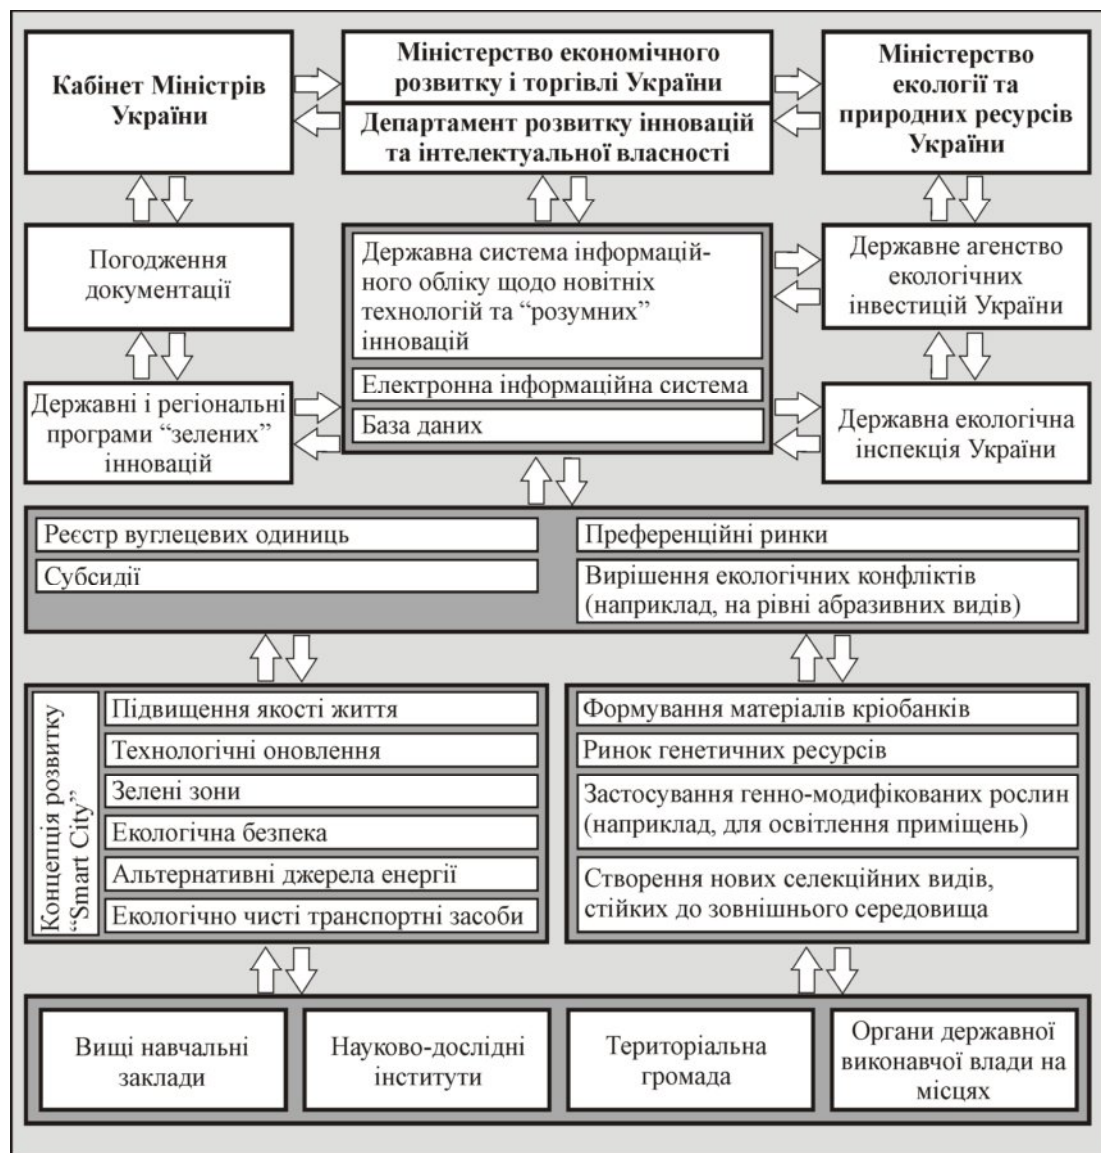 Кабінет Міністрів
України
Міністерство економічного
розвитку і торгівлі України
Департамент розвитку інновацій
та інтелектуальної власності
Міністерство
екології та
природних ресурсів
України
Погодження
документації
Державна система інформацій-
ного обліку щодо новітніх
технологій та “розумних”
інновацій
Електронна інформаційна система
База даних
Державне агенство
екологічних
інвестицій України
Державні і регіональні
програми “зелених”
інновацій
Державна екологічна
інспекція України
Реєстр вуглецевих одиниць
Субсидії
Преференційні ринки
Вирішення екологічних конфліктів
(наприклад, на рівні абразивних видів)
Концепція розвитку
“Smart City”
Підвищення якості життя
Технологічні оновлення
Зелені зони
Екологічна безпека
Альтернативні джерела енергії
Екологічно чисті транспортні засоби
Формування матеріалів кріобанків
Ринок генетичних ресурсів
Застосування генно-модифікованих рослин
(наприклад, для освітлення приміщень)
Створення нових селекційних видів,
стійких до зовнішнього середовища
Вищі навчальні
заклади
Науково-дослідні
інститути
Територіальна
громада
Органи державної
виконавчої влади на
місцях